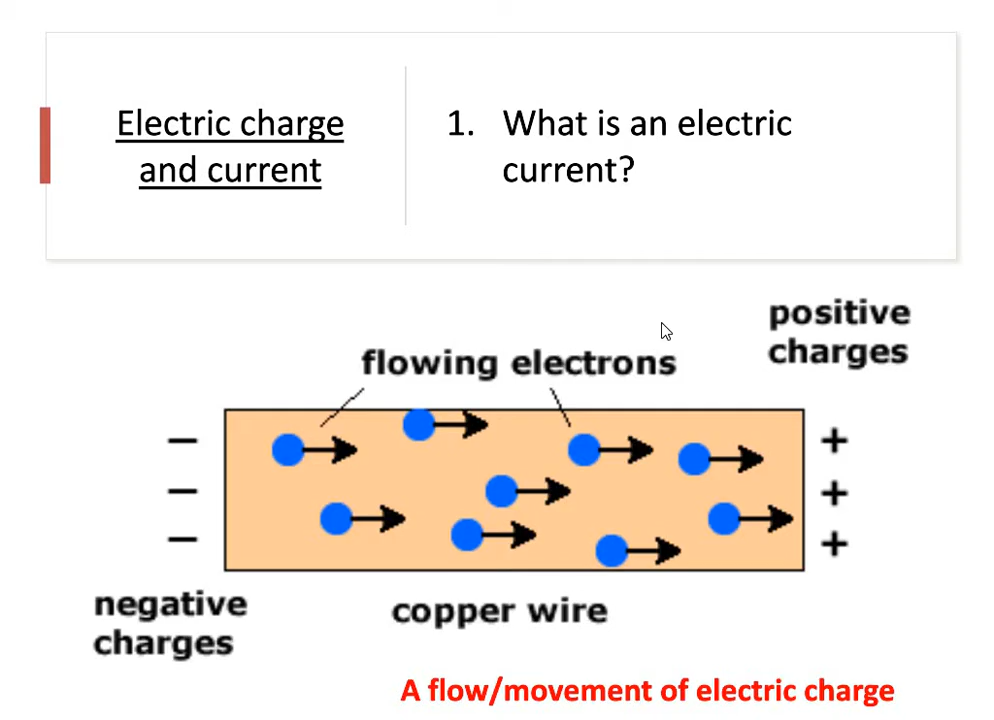 Electric charge
and current
1. What is an electric
current?
positive
charges
flowing electrons
− +
− +
− +
negative
charges
copper wire
A flow/movement of electric charge